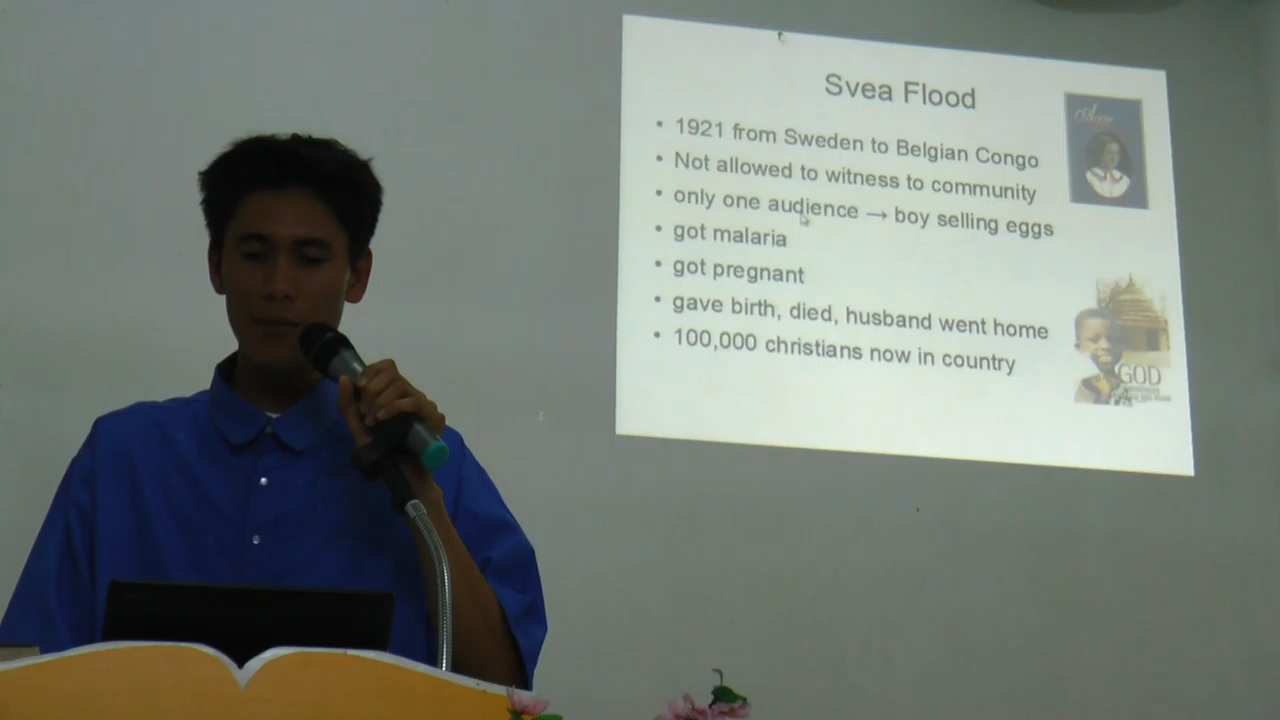 Svea Flood
• 1921 from Sweden to Belgian Congo
• Not allowed to witness to community
• only one audience → boy selling eggs
• got malaria
• got pregnant
• gave birth, died, husband went home
• 100,000 christians now in country
GOD